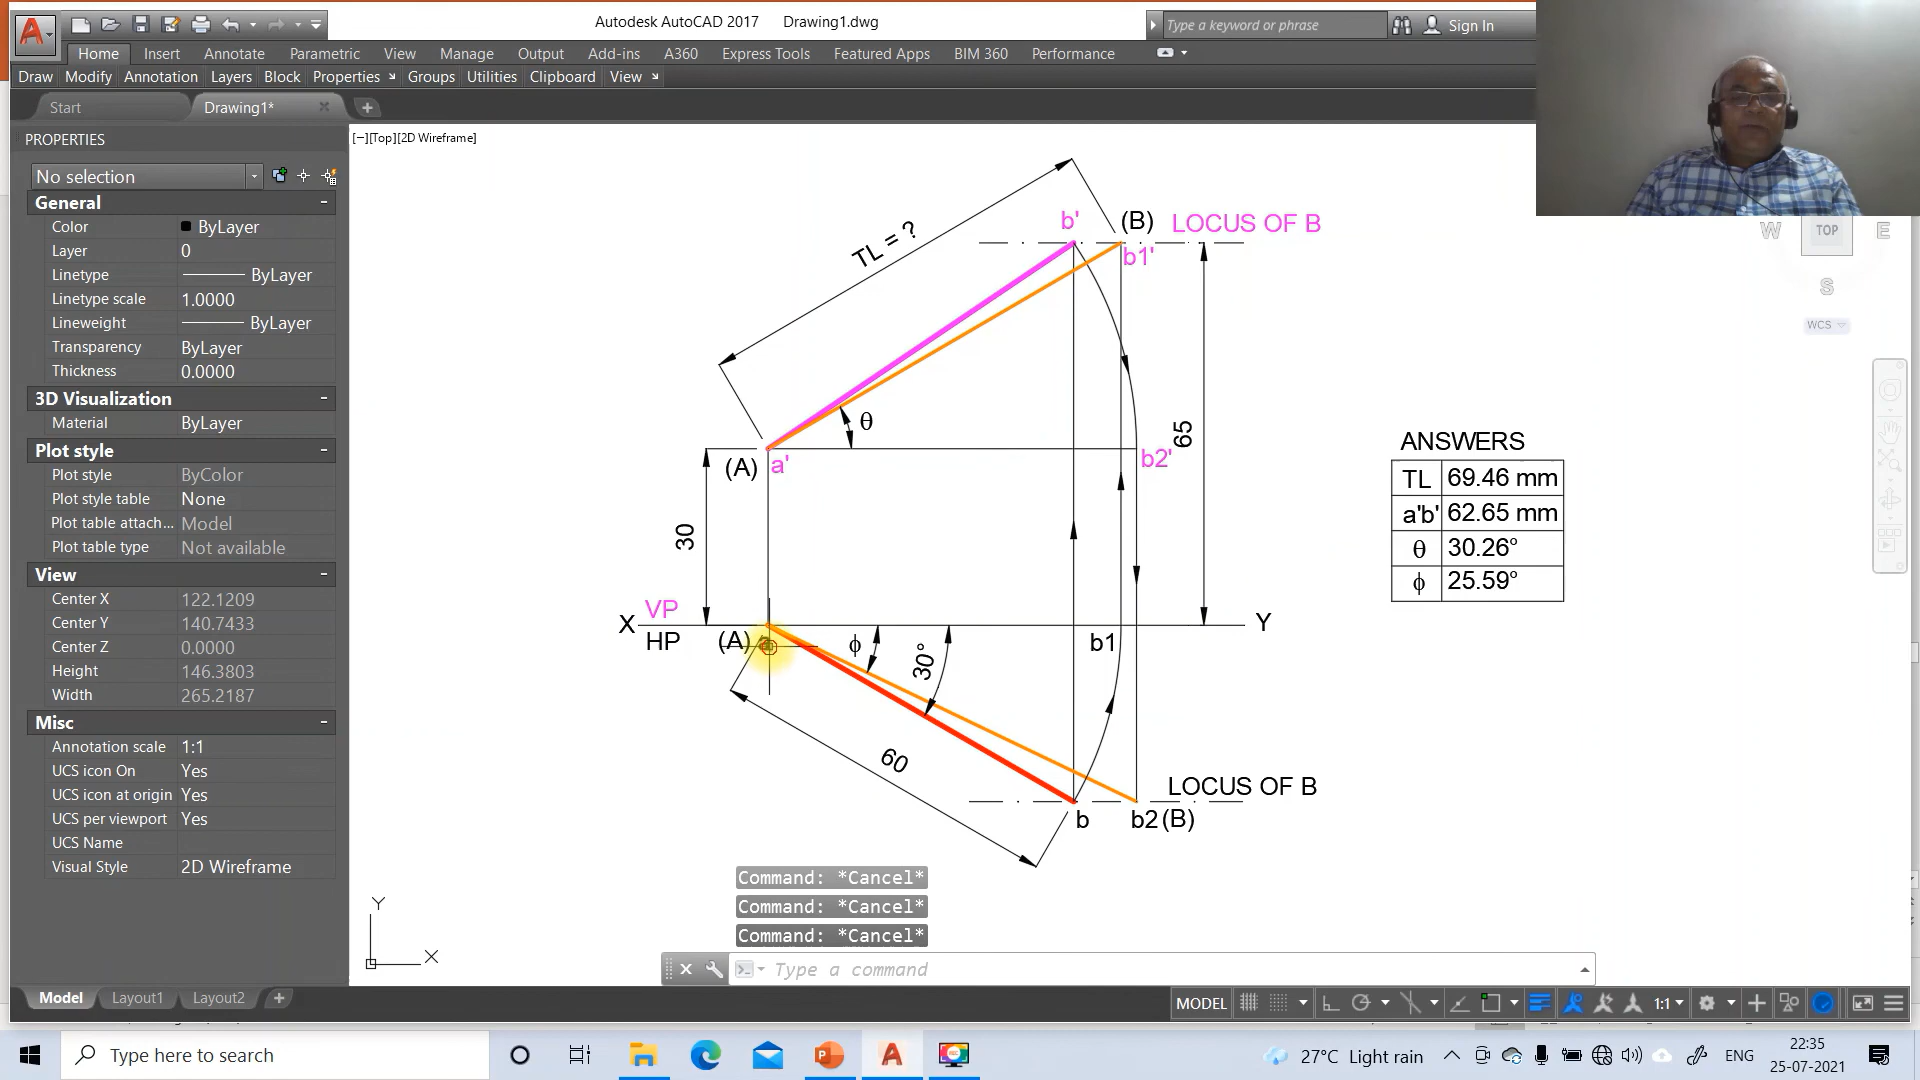 Autodesk AutoCAD 2017 Drawing1.dwg
Type a keyword or phrase
Sign In
Home Insert Annotate Parametric View Manage Output Add-ins A360 Express Tools Featured Apps BIM 360 Performance
Draw Modify Annotation Layers Block Properties Groups Utilities Clipboard View
Start Drawing1*
PROPERTIES
[−][Top][2D Wireframe]
No selection
General
Color ByLayer
Layer 0
Linetype ByLayer
Linetype scale 1.0000
Lineweight ByLayer
Transparency ByLayer
Thickness 0.0000
3D Visualization
Material ByLayer
Plot style
Plot style ByColor
Plot style table None
Plot table attach... Model
Plot table type Not available
View
Center X 122.1209
Center Y 140.7433
Center Z 0.0000
Height 146.3803
Width 265.2187
Misc
Annotation scale 1:1
UCS icon On Yes
UCS icon at origin Yes
UCS per viewport Yes
UCS Name
Visual Style 2D Wireframe
TL = ?
b' (B) LOCUS OF B
b1'
θ
65
(A) a' b2'
30
X VP Y
HP (A) ϕ 30° b1
60
LOCUS OF B
b b2 (B)
ANSWERS
TL 69.46 mm
a'b' 62.65 mm
θ 30.26°
ϕ 25.59°
W TOP E
S
WCS
Y
X
Command: *Cancel*
Command: *Cancel*
Command: *Cancel*
Type a command
Model Layout1 Layout2
MODEL 1:1
Type here to search
27°C Light rain
ENG
22:35
25-07-2021